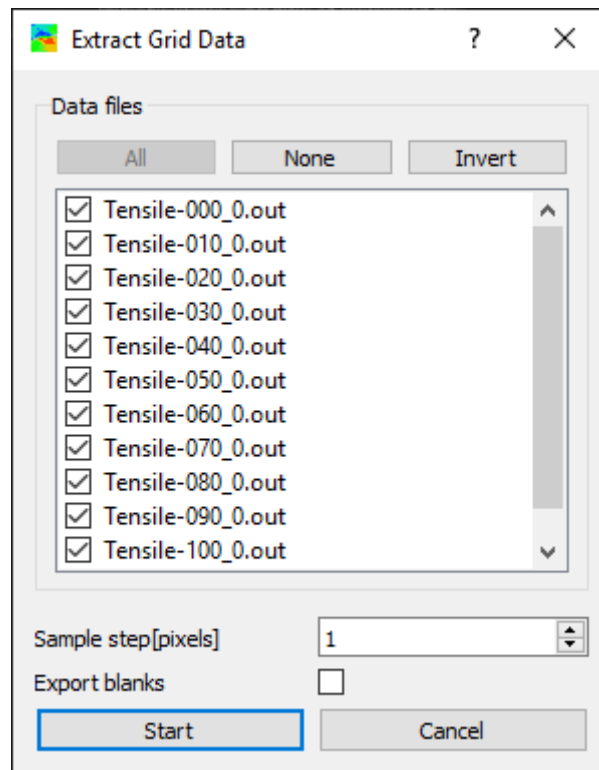 Extract Grid Data ?
Data files
All None Invert
Tensile-000_0.out
Tensile-010_0.out
Tensile-020_0.out
Tensile-030_0.out
Tensile-040_0.out
Tensile-050_0.out
Tensile-060_0.out
Tensile-070_0.out
Tensile-080_0.out
Tensile-090_0.out
Tensile-100_0.out
Sample step[pixels] 1
Export blanks
Start Cancel